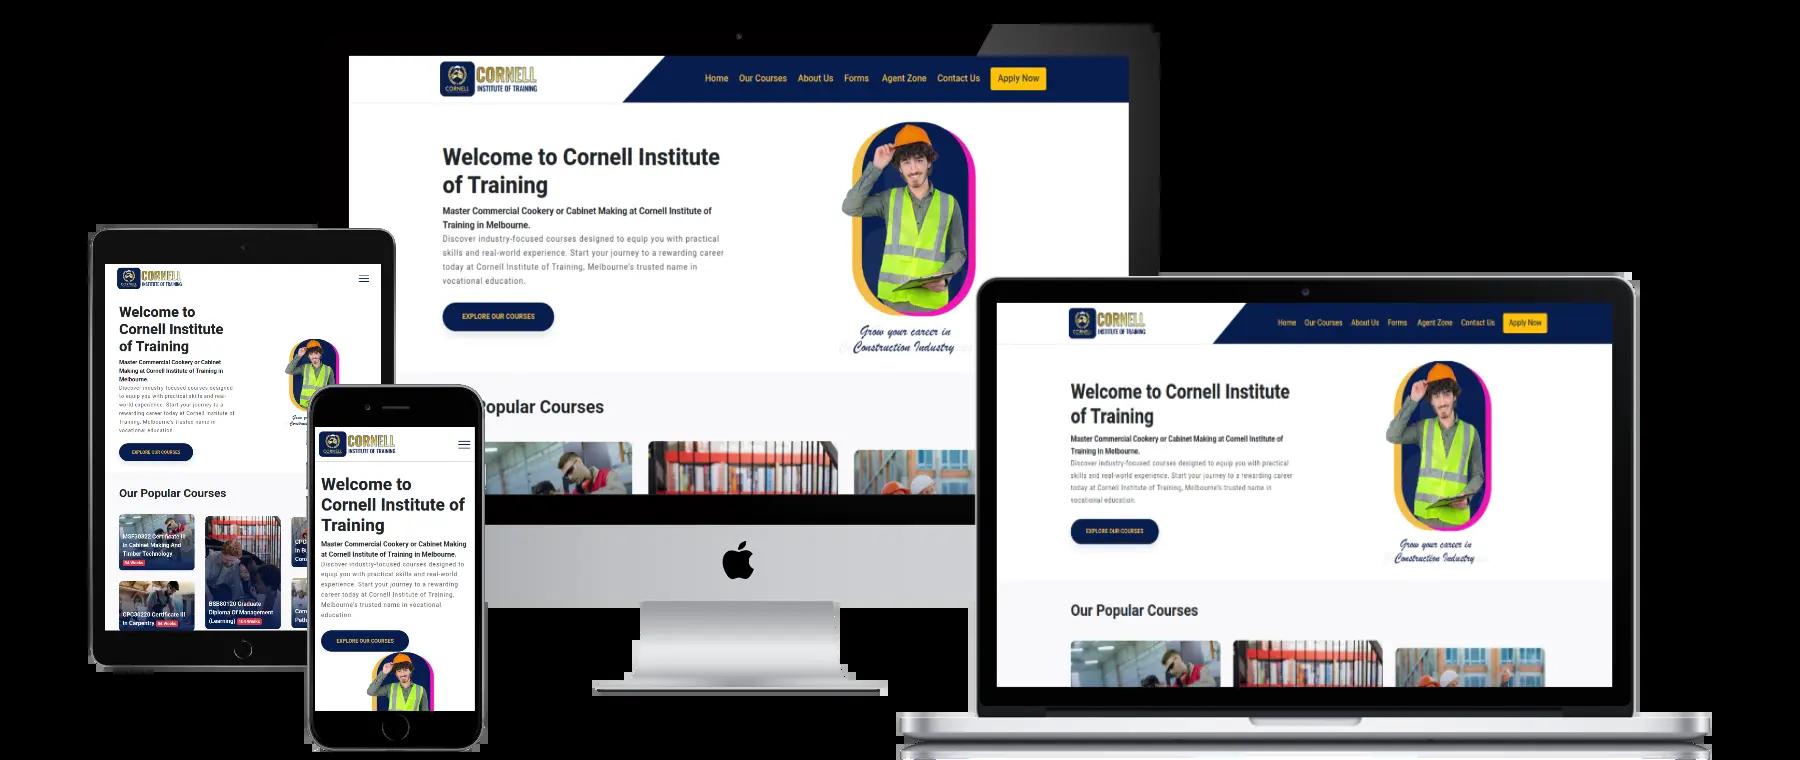 CORNELL
INSTITUTE OF TRAINING
CORNELL
Home Our Courses About Us Forms Agent Zone Contact Us Apply Now
Welcome to Cornell Institute
of Training
Master Commercial Cookery or Cabinet Making at Cornell Institute of
Training in Melbourne.
Discover industry-focused courses designed to equip you with practical
skills and real-world experience. Start your journey to a rewarding career
today at Cornell Institute of Training, Melbourne's trusted name in
vocational education.
EXPLORE OUR COURSES
Grow your career in
Construction Industry
opular Courses
CORNELL
INSTITUTE OF TRAINING
Welcome to
Cornell Institute
of Training
Master Commercial Cookery or Cabinet
Making at Cornell Institute of Training in
Melbourne.
Discover industry-focused courses designed
to equip you with practical skills and real-
world experience. Start your journey to a
rewarding career today at Cornell Institute of
Training, Melbourne's trusted name in
vocational education.
EXPLORE OUR COURSES
Our Popular Courses
MSF30322 Certificate III
In Cabinet Making And
Timber Technology
CPC30220 Certificate III
In Carpentry
BSB80120 Graduate
Diploma Of Management
(Learning)
CORNELL
INSTITUTE OF TRAINING
CORNELL
Welcome to
Cornell Institute of
Training
Master Commercial Cookery or Cabinet Making
at Cornell Institute of Training in Melbourne.
Discover industry-focused courses designed to
equip you with practical skills and real-world
experience. Start your journey to a rewarding
career today at Cornell Institute of Training,
Melbourne's trusted name in vocational
education.
EXPLORE OUR COURSES
CORNELL
INSTITUTE OF TRAINING
CORNELL
Home Our Courses About Us Forms Agent Zone Contact Us Apply Now
Welcome to Cornell Institute
of Training
Master Commercial Cookery or Cabinet Making at Cornell Institute of
Training in Melbourne.
Discover industry-focused courses designed to equip you with practical
skills and real-world experience. Start your journey to a rewarding career
today at Cornell Institute of Training, Melbourne's trusted name in
vocational education.
EXPLORE OUR COURSES
Grow your career in
Construction Industry
Our Popular Courses